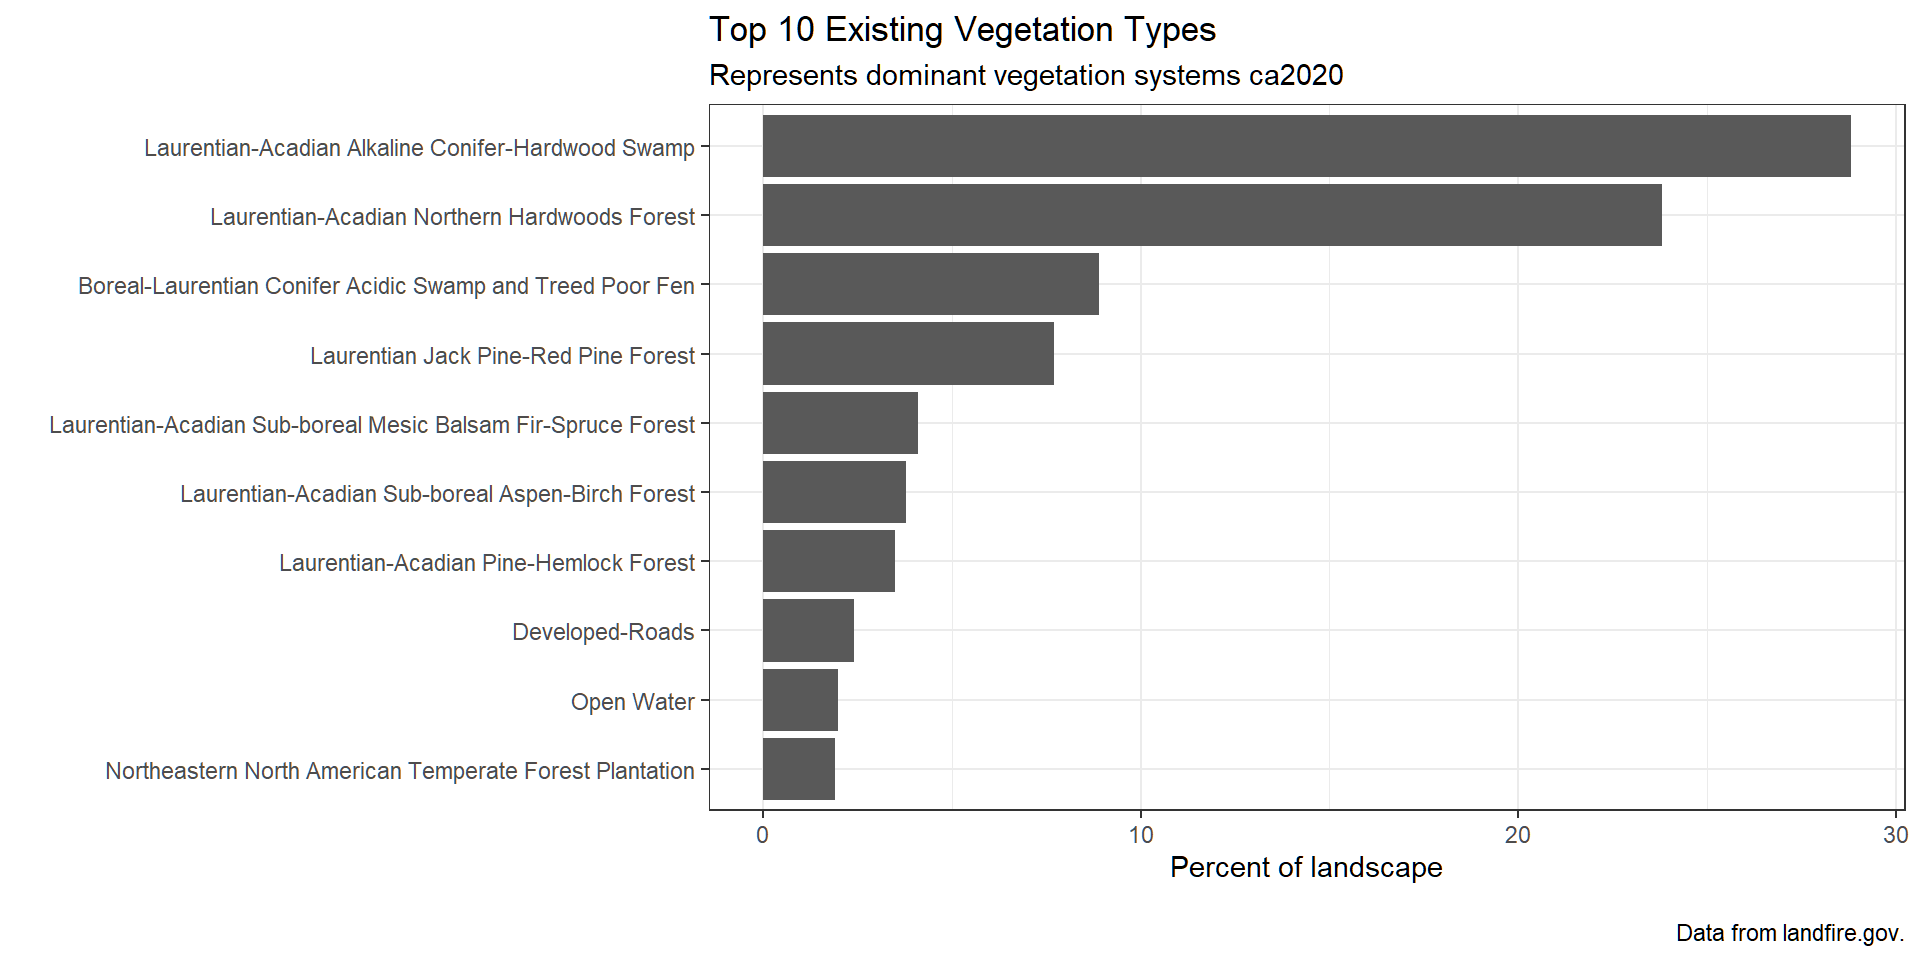 Top 10 Existing Vegetation Types
Represents dominant vegetation systems ca2020
Laurentian-Acadian Alkaline Conifer-Hardwood Swamp
Laurentian-Acadian Northern Hardwoods Forest
Boreal-Laurentian Conifer Acidic Swamp and Treed Poor Fen
Laurentian Jack Pine-Red Pine Forest
Laurentian-Acadian Sub-boreal Mesic Balsam Fir-Spruce Forest
Laurentian-Acadian Sub-boreal Aspen-Birch Forest
Laurentian-Acadian Pine-Hemlock Forest
Developed-Roads
Open Water
Northeastern North American Temperate Forest Plantation
0 10 20 30
Percent of landscape
Data from landfire.gov.